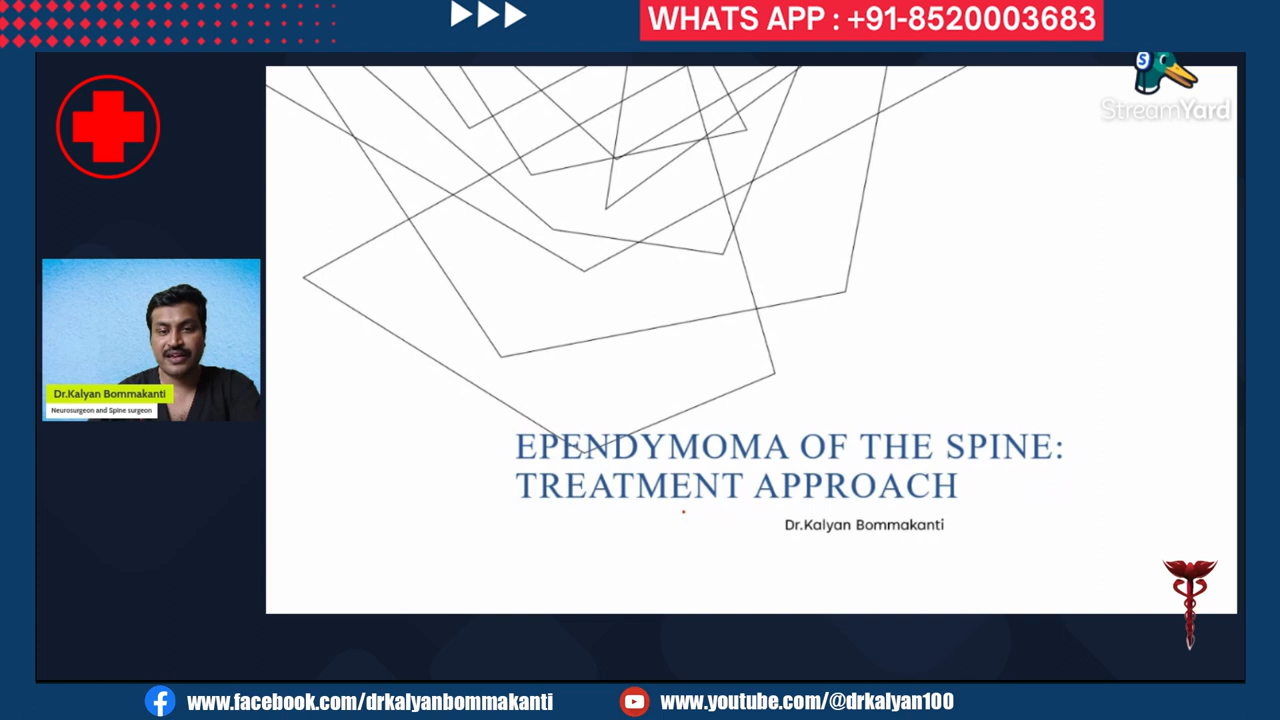 WHATS APP : +91-8520003683
S
StreamYard
Dr.Kalyan Bommakanti
Neurosurgeon and Spine surgeon
EPENDYMOMA OF THE SPINE:
TREATMENT APPROACH
Dr.Kalyan Bommakanti
www.facebook.com/drkalyanbommakanti
www.youtube.com/@drkalyan100